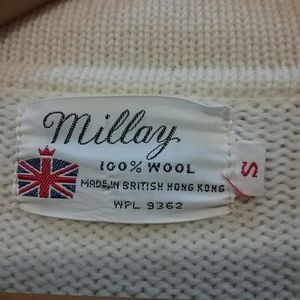 Millay
100% WOOL
MADE IN BRITISH HONG KONG
WPL 9362
S